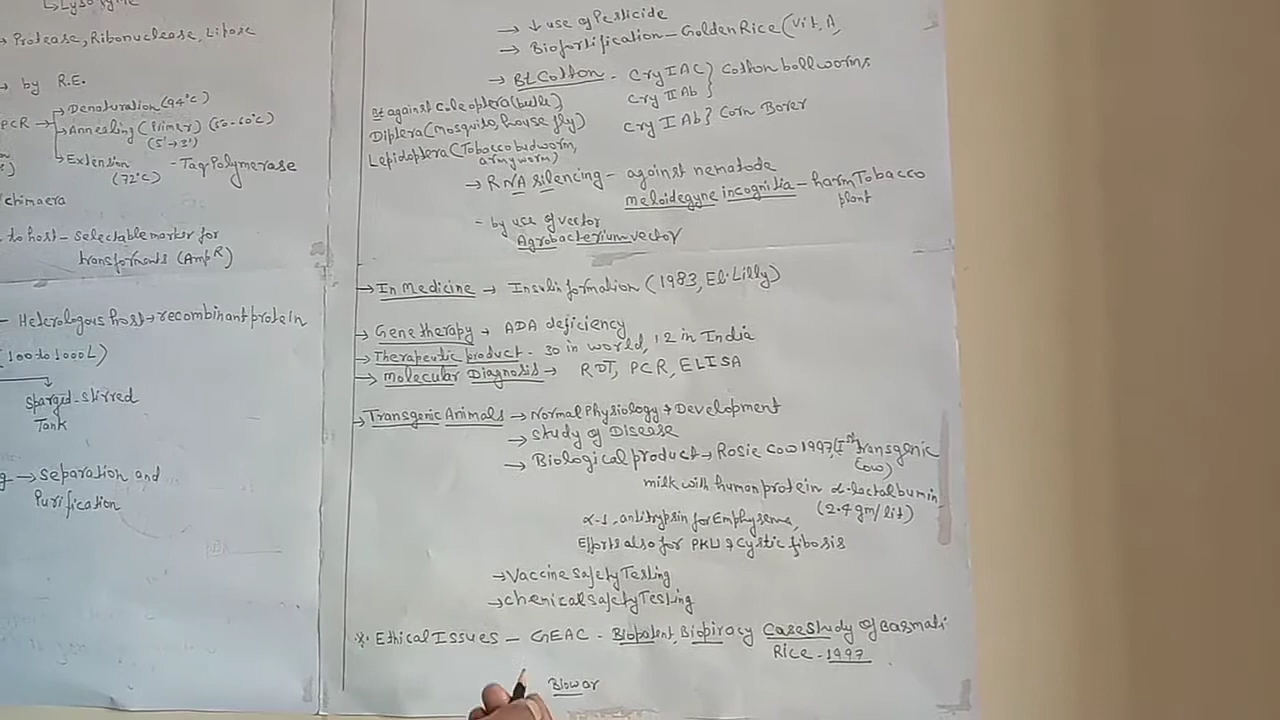 ↳Lysozyme
→ Protease, Ribonuclease, Lipase
→ by R.E.
PCR → Denaturation (94°C)
→Annealing (Primer) (50-60°C)
(5'→3')
→Extension - Taq Polymerase
(72°C)
/chimaera
to host - selectable marker for
transforments (Amp^R)
- Heterologous host → recombinant protein
(100 to 1000L)
Sparged-stirred
Tank
→ Separation and
Purification
→ ↓ use of Pesticide
→ Biofortification - Golden Rice (Vit. A,
→ Bt Cotton - Cry I AC } Cotton bollworms
Cry II Ab }
Bt against Coleoptera (beetle)
Cry I Ab } Corn Borer
Diptera (Mosquito, house fly)
Lepidoptera (Tobacco budworm,
armyworm)
→ RNA silencing - against nematode
meloidegyne incognitia - harm Tobacco
plant
- by use of vector
Agrobacterium vector
→ In Medicine → Insulin formation (1983, Eli Lilly)
→ Gene therapy → ADA deficiency
→ Therapeutic product - 30 in world, 12 in India
→ Molecular Diagnosis → RDT, PCR, ELISA
→ Transgenic Animals → Normal Physiology & Development
→ Study of Disease
→ Biological product → Rosie Cow 1997, (Ist Transgenic
Cow)
milk with human protein α-lactalbumin
(2.4 gm/lit)
α-1-antitrypsin for Emphysema,
Efforts also for PKU & Cystic fibosis
→ Vaccine Safety Testing
→ chemical Safety Testing
* Ethical Issues - GEAC - Biopatent, Biopiracy Case Study of Basmati
Rice - 1997
Biowar